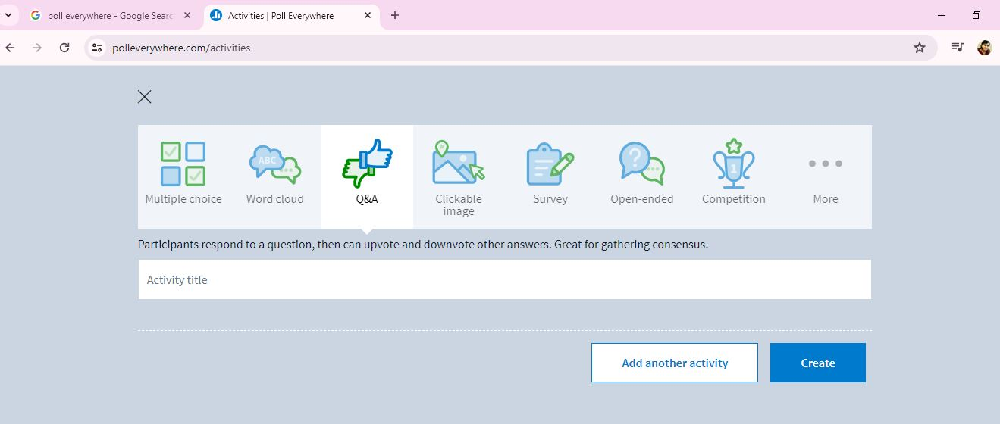 poll everywhere - Google Searc
Activities | Poll Everywhere
polleverywhere.com/activities
ABC
1
Multiple choice
Word cloud
Q&A
Clickable
image
Survey
Open-ended
Competition
More
Participants respond to a question, then can upvote and downvote other answers. Great for gathering consensus.
Activity title
Add another activity
Create